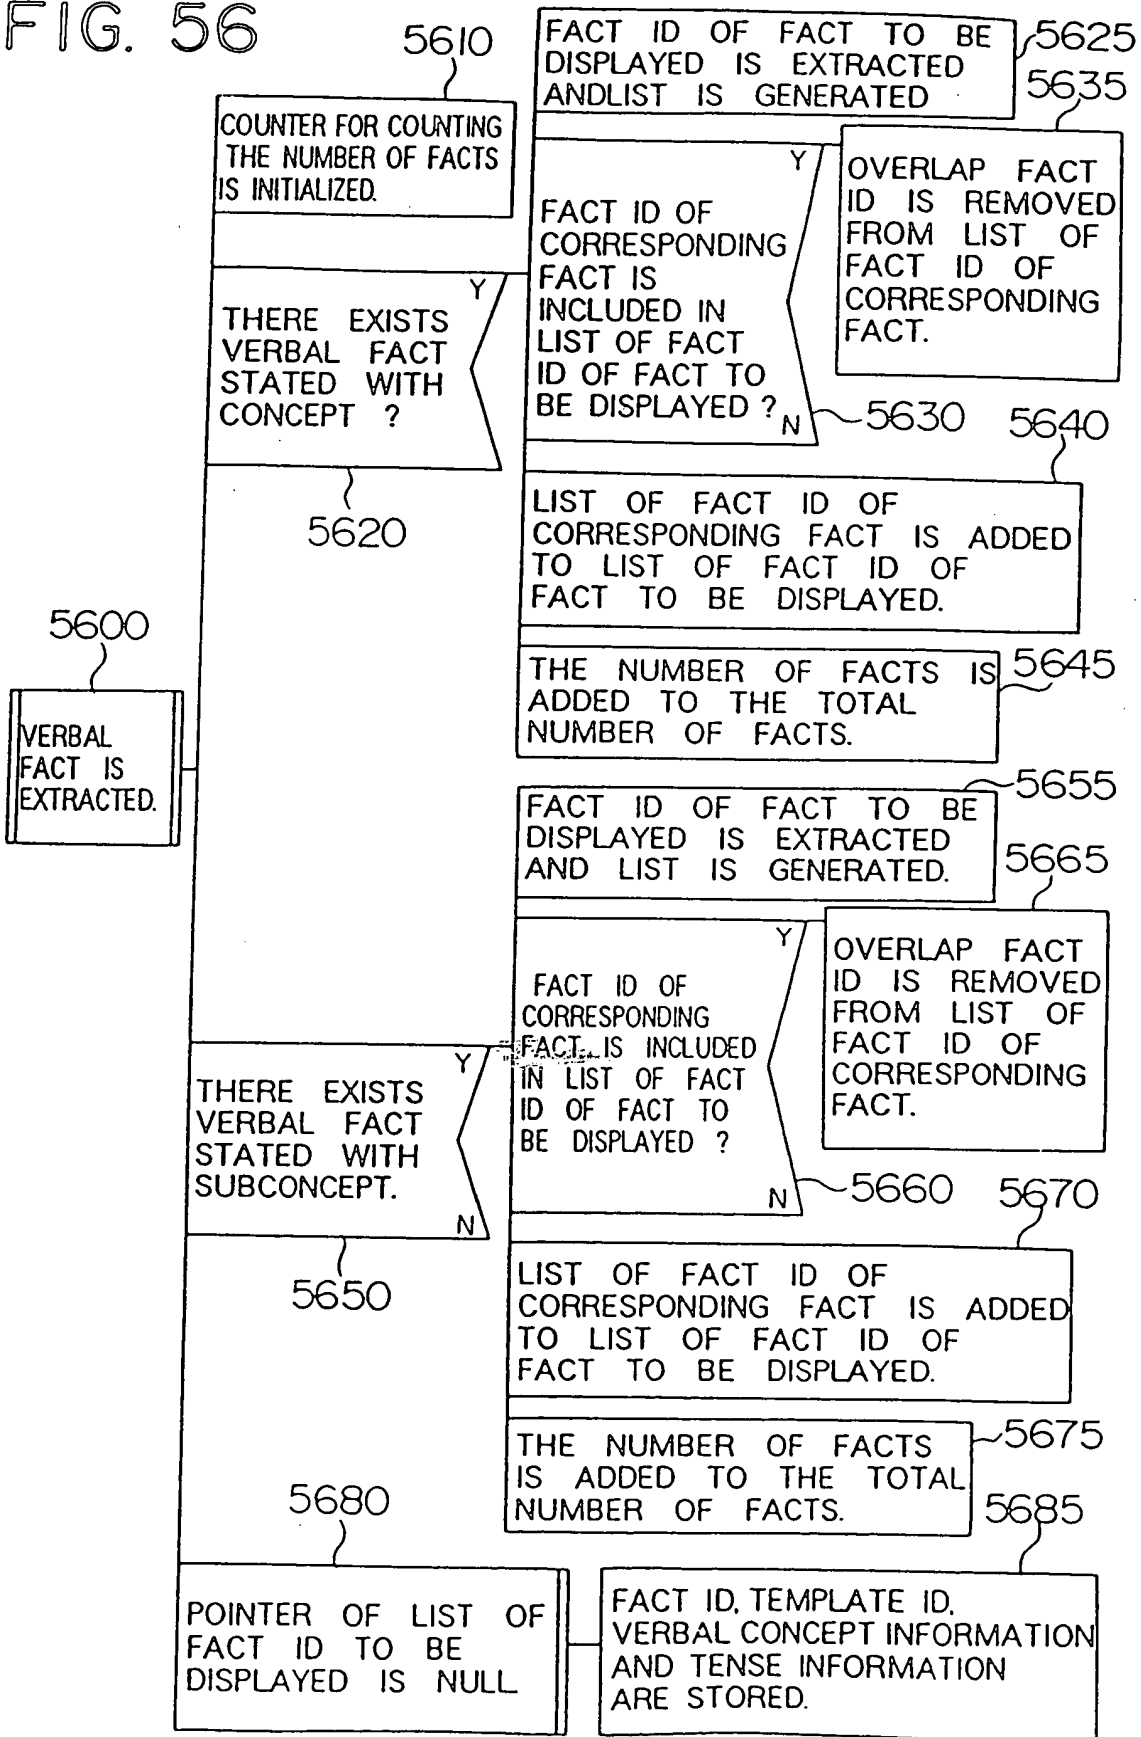 FIG. 56
5610
COUNTER FOR COUNTING
THE NUMBER OF FACTS
IS INITIALIZED.
FACT ID OF FACT TO BE
DISPLAYED IS EXTRACTED
ANDLIST IS GENERATED
5625
5635
Y
THERE EXISTS
VERBAL FACT
STATED WITH
CONCEPT ?
5620
Y
FACT ID OF
CORRESPONDING
FACT IS
INCLUDED IN
LIST OF FACT
ID OF FACT TO
BE DISPLAYED ?
N
5630
OVERLAP FACT
ID IS REMOVED
FROM LIST OF
FACT ID OF
CORRESPONDING
FACT.
5640
LIST OF FACT ID OF
CORRESPONDING FACT IS ADDED
TO LIST OF FACT ID OF
FACT TO BE DISPLAYED.
5600
VERBAL
FACT IS
EXTRACTED.
THE NUMBER OF FACTS IS
ADDED TO THE TOTAL
NUMBER OF FACTS.
5645
5655
FACT ID OF FACT TO BE
DISPLAYED IS EXTRACTED
AND LIST IS GENERATED.
5665
Y
THERE EXISTS
VERBAL FACT
STATED WITH
SUBCONCEPT.
N
5650
Y
FACT ID OF
CORRESPONDING
FACT IS INCLUDED
IN LIST OF FACT
ID OF FACT TO
BE DISPLAYED ?
N
5660
OVERLAP FACT
ID IS REMOVED
FROM LIST OF
FACT ID OF
CORRESPONDING
FACT.
5670
LIST OF FACT ID OF
CORRESPONDING FACT IS ADDED
TO LIST OF FACT ID OF
FACT TO BE DISPLAYED.
THE NUMBER OF FACTS
IS ADDED TO THE TOTAL
NUMBER OF FACTS.
5675
5680
POINTER OF LIST OF
FACT ID TO BE
DISPLAYED IS NULL
5685
FACT ID, TEMPLATE ID,
VERBAL CONCEPT INFORMATION
AND TENSE INFORMATION
ARE STORED.